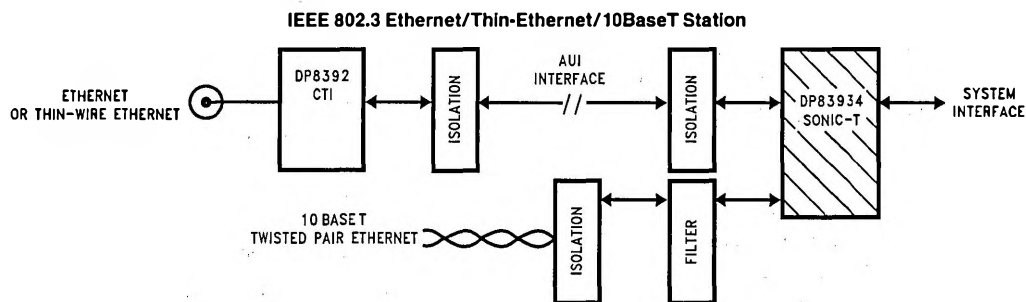 IEEE 802.3 Ethernet/Thin-Ethernet/10BaseT Station
ETHERNET
OR THIN-WIRE ETHERNET
DP8392
CTI
ISOLATION
AUI
INTERFACE
ISOLATION
DP83934
SONIC-T
SYSTEM
INTERFACE
10 BASE T
TWISTED PAIR ETHERNET
ISOLATION
FILTER